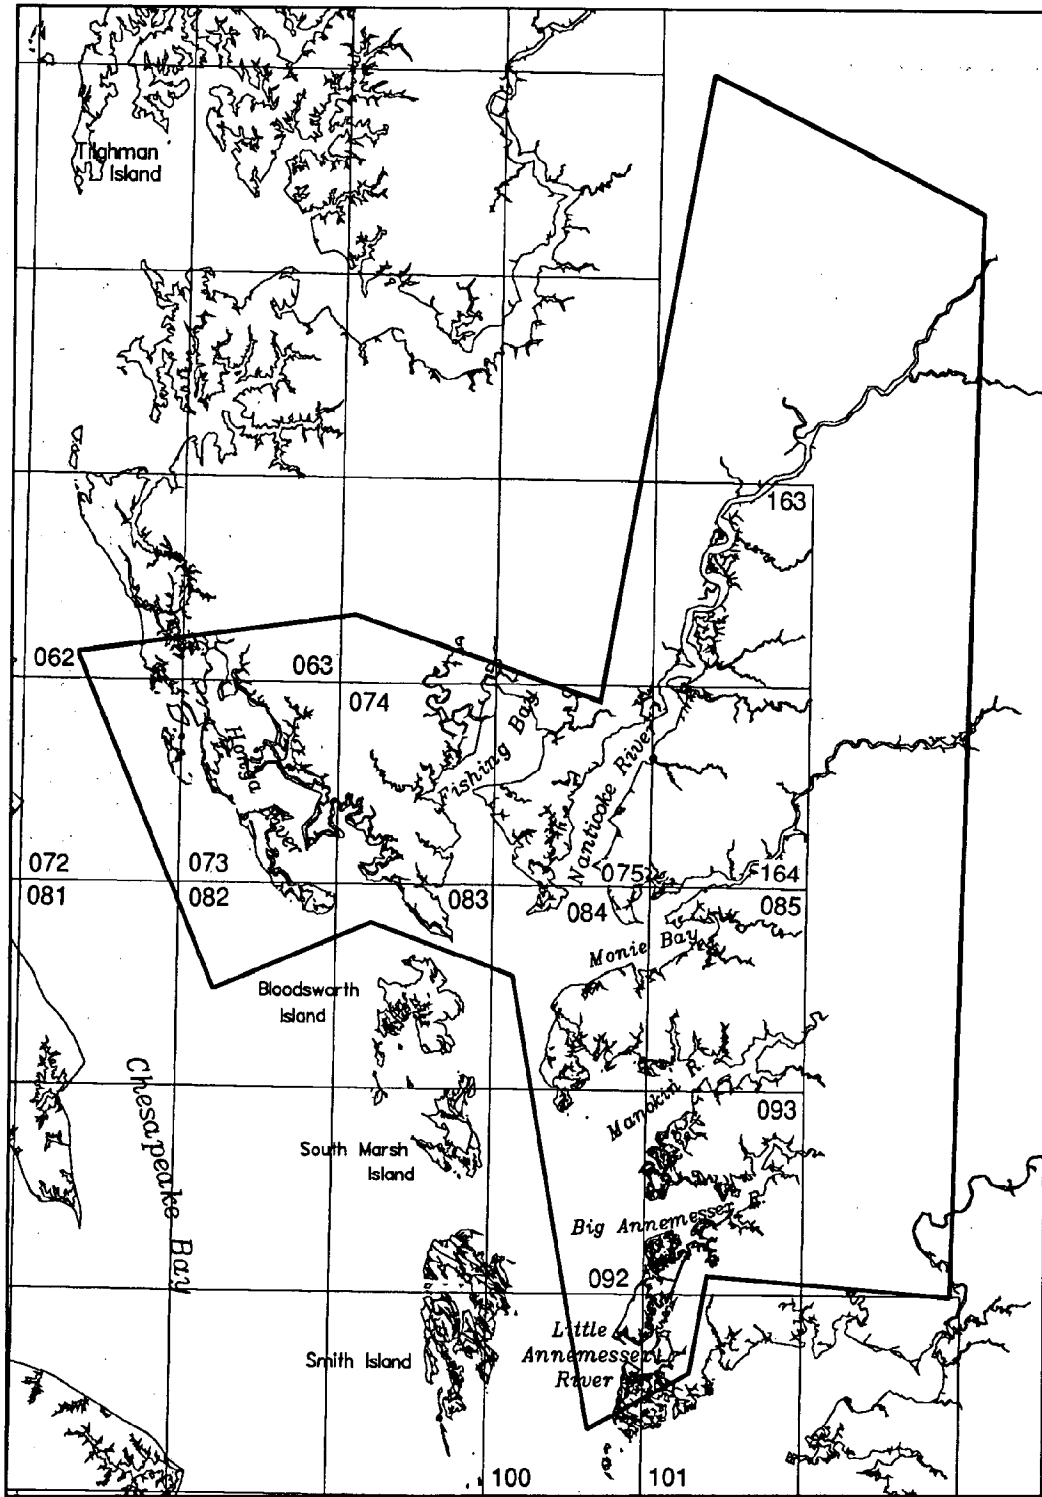 Tilghman
Island
163
062
063
074
Fishing Bay
Honga
River
Nanticoke River
072
073
075
164
081
082
083
084
085
Monie Bay
Bloodsworth
Island
Chesapeake Bay
Manokin R.
093
South Marsh
Island
Big Annemessex R.
092
Little
Annemessex
River
Smith Island
100
101